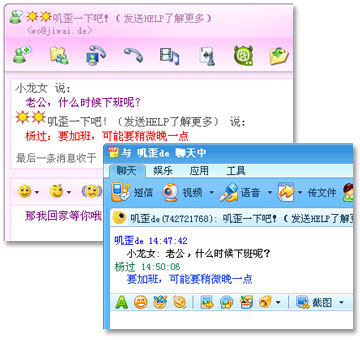 叽歪一下吧!(发送HELP了解更多)
<wo@jiwai.de>
小龙女 说:
老公,什么时候下班呢?
叽歪一下吧!(发送HELP了解更多) 说:
杨过:要加班,可能要稍微晚一点
最后一条消息收于
那我回家等你哦
与 叽歪de 聊天中
聊天 娱乐 应用 工具
短信 视频 语音 传文件
叽歪de(742721768):叽歪一下吧!(发送HELP了解更多
叽歪de 14:47:42
小龙女:老公,什么时候下班呢?
杨过 14:50:06
要加班,可能要稍微晚一点
截图